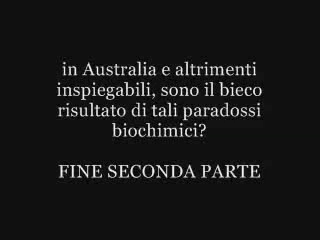 in Australia e altrimenti
inspiegabili, sono il bieco
risultato di tali paradossi
biochimici?
FINE SECONDA PARTE